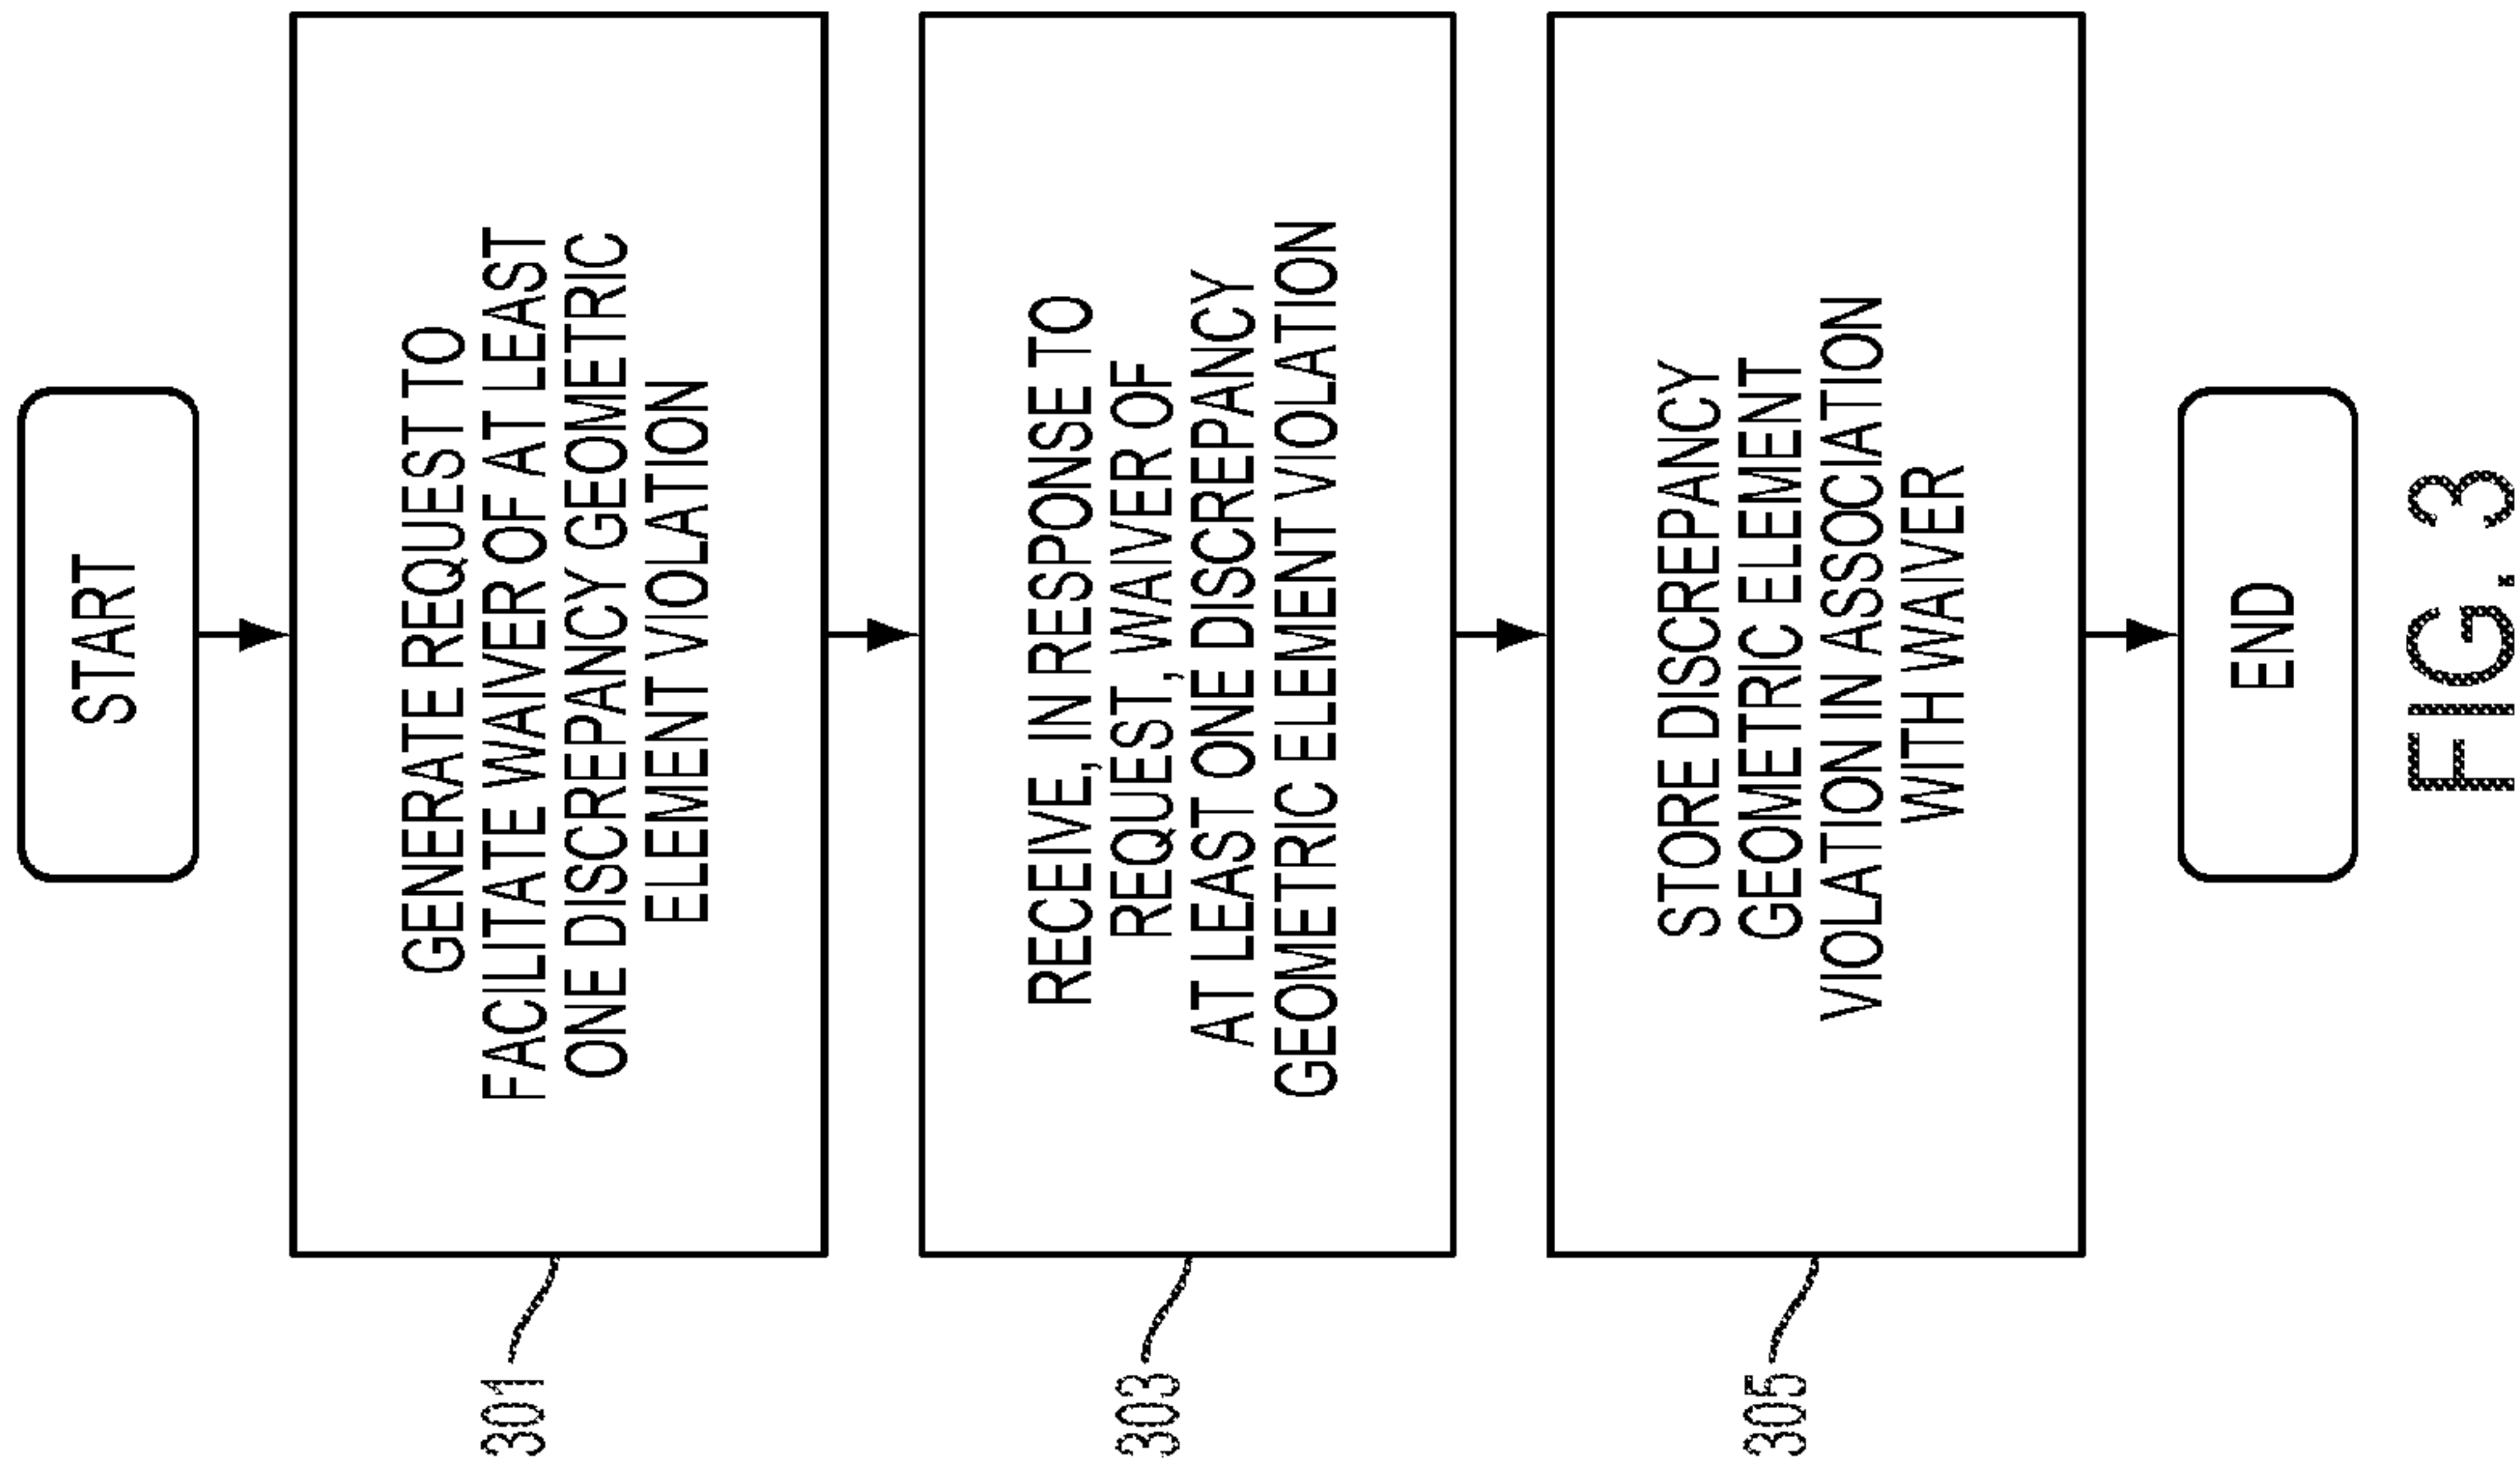 START
GENERATE REQUEST TO
FACILITATE WAIVER OF AT LEAST
ONE DISCREPANCY GEOMETRIC
ELEMENT VIOLATION
301
RECEIVE, IN RESPONSE TO
REQUEST, WAIVER OF
AT LEAST ONE DISCREPANCY
GEOMETRIC ELEMENT VIOLATION
303
STORE DISCREPANCY
GEOMETRIC ELEMENT
VIOLATION IN ASSOCIATION
WITH WAIVER
305
END
FIG. 3